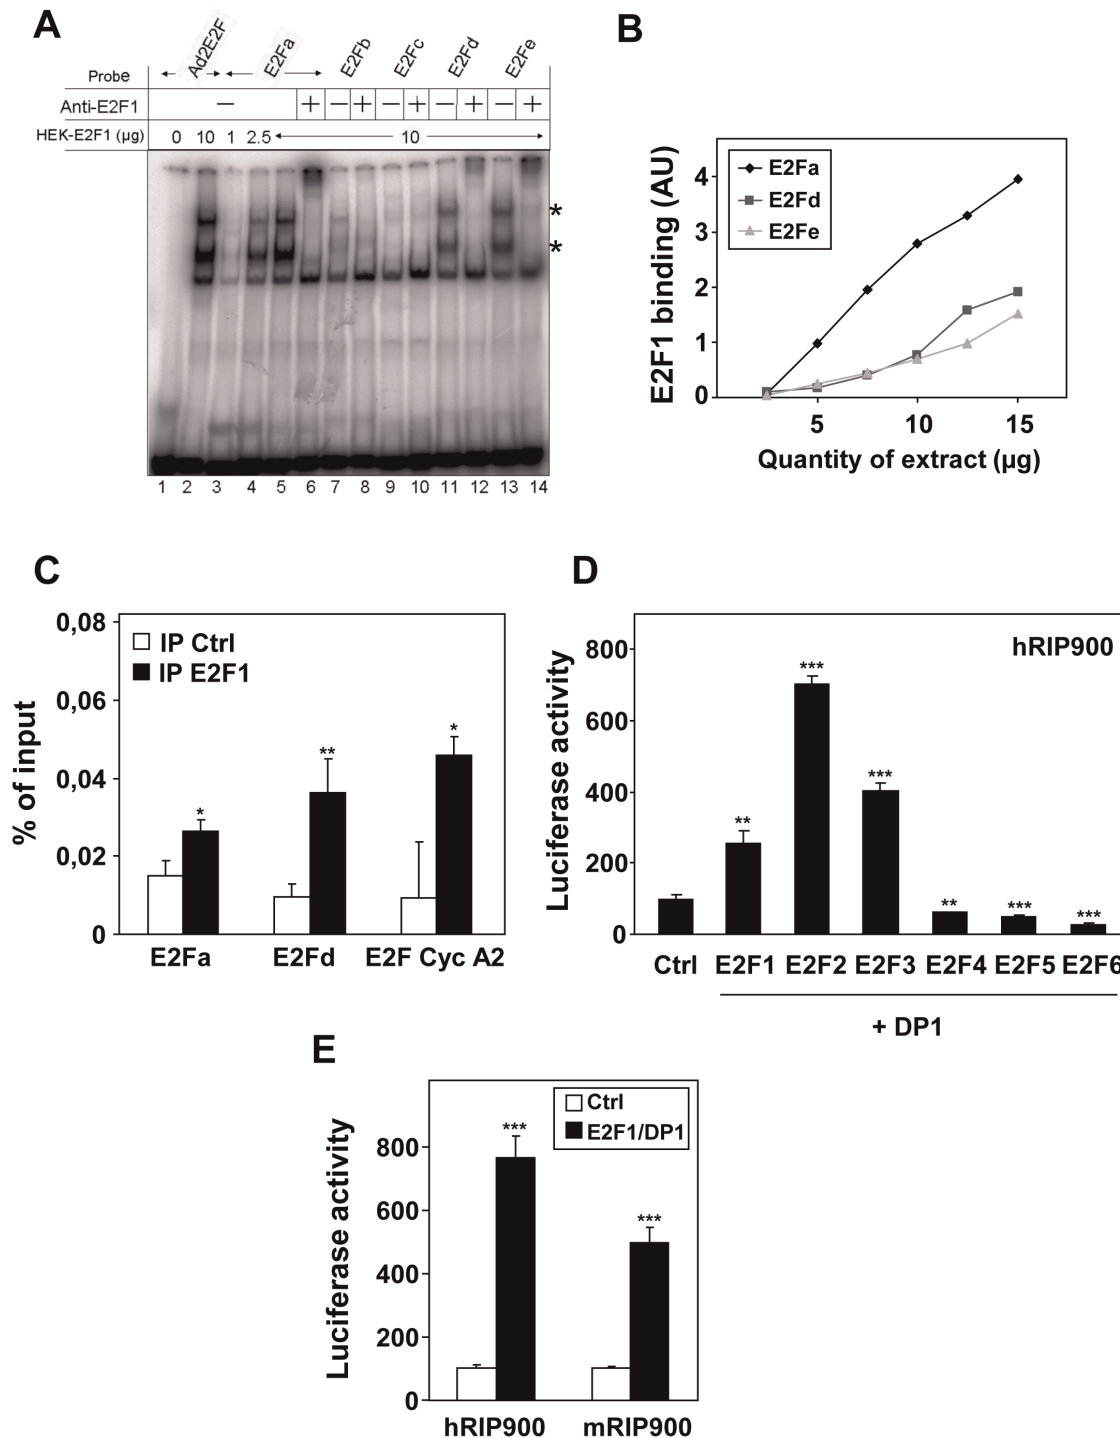 A
Probe Ad2E2F E2Fa E2Fb E2Fc E2Fd E2Fe
Anti-E2F1 — + — + — + — + — +
HEK-E2F1 (µg) 0 10 1 2.5 10
*
*
1 2 3 4 5 6 7 8 9 10 11 12 13 14
B
E2F1 binding (AU)
E2Fa
E2Fd
E2Fe
4
3
2
1
0
5 10 15
Quantity of extract (µg)
C
% of input
IP Ctrl
IP E2F1
0,08
0,06
0,04
0,02
0
* ** *
E2Fa E2Fd E2F Cyc A2
D
Luciferase activity
hRIP900
800
600
400
200
0
** *** *** ** *** ***
Ctrl E2F1 E2F2 E2F3 E2F4 E2F5 E2F6
+ DP1
E
Luciferase activity
Ctrl
E2F1/DP1
800
600
400
200
0
*** ***
hRIP900 mRIP900